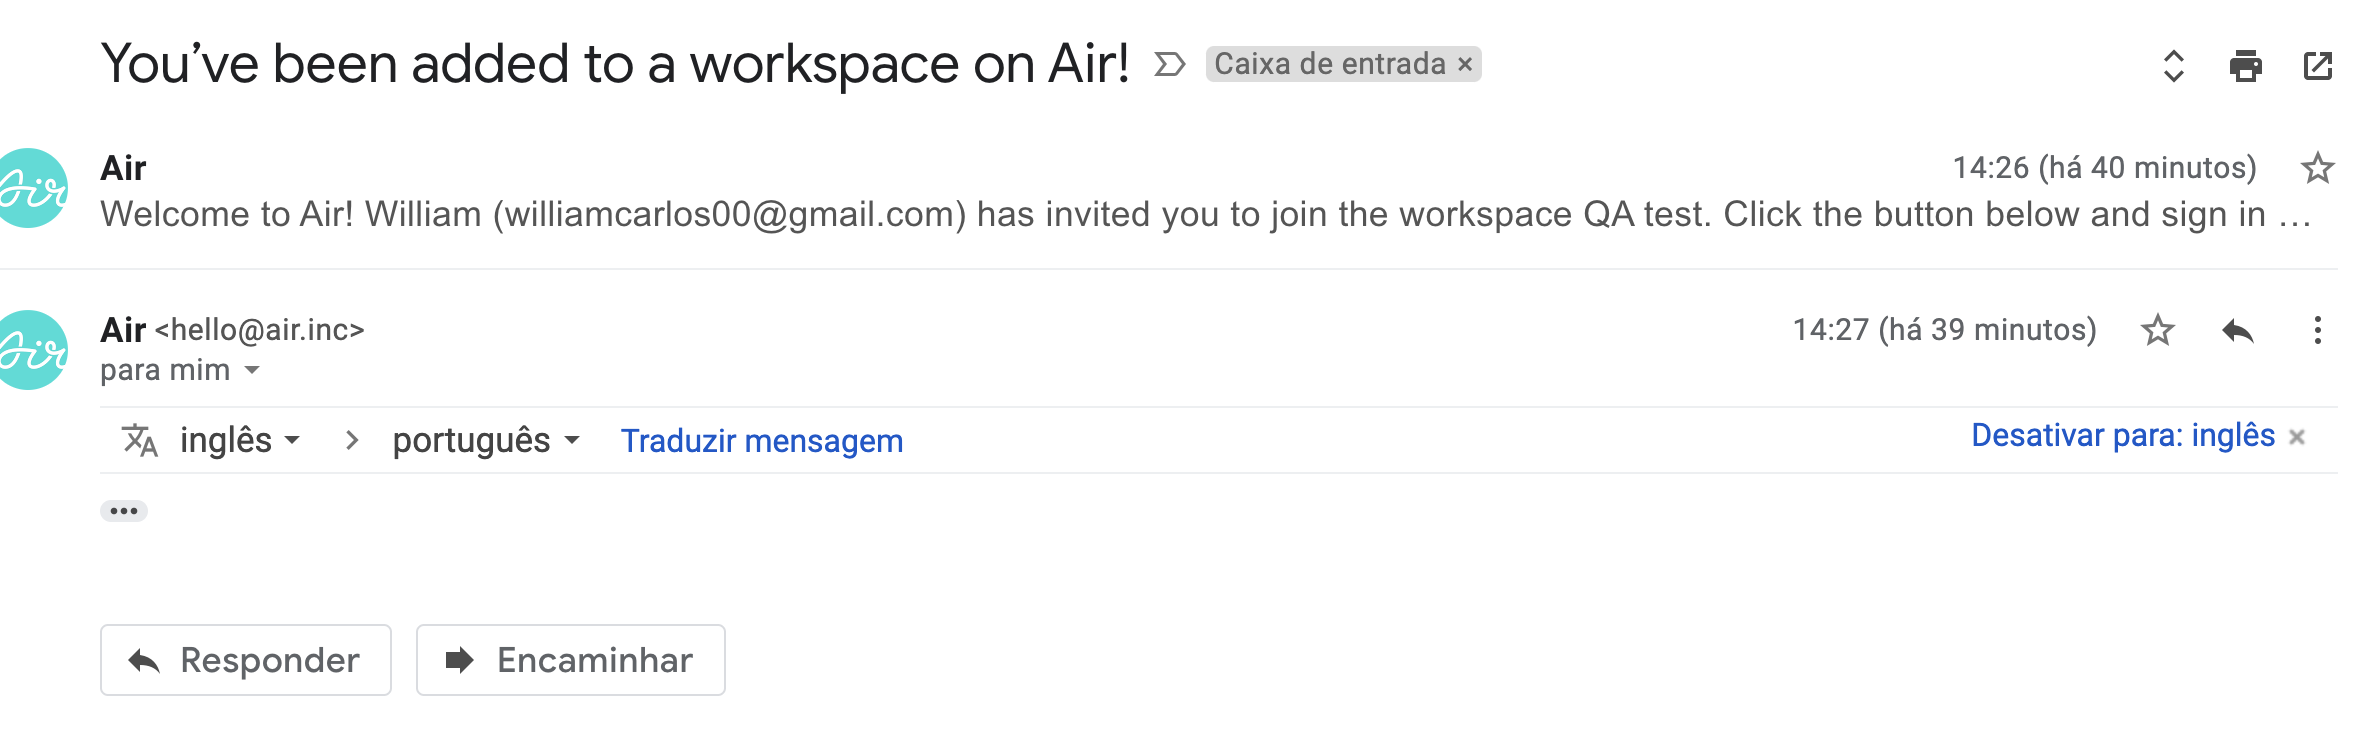 You’ve been added to a workspace on Air! Caixa de entrada ×
Air
Air 14:26 (há 40 minutos)
Welcome to Air! William (williamcarlos00@gmail.com) has invited you to join the workspace QA test. Click the button below and sign in …
Air
Air <hello@air.inc> 14:27 (há 39 minutos)
para mim
inglês > português Traduzir mensagem Desativar para: inglês ×
Responder Encaminhar